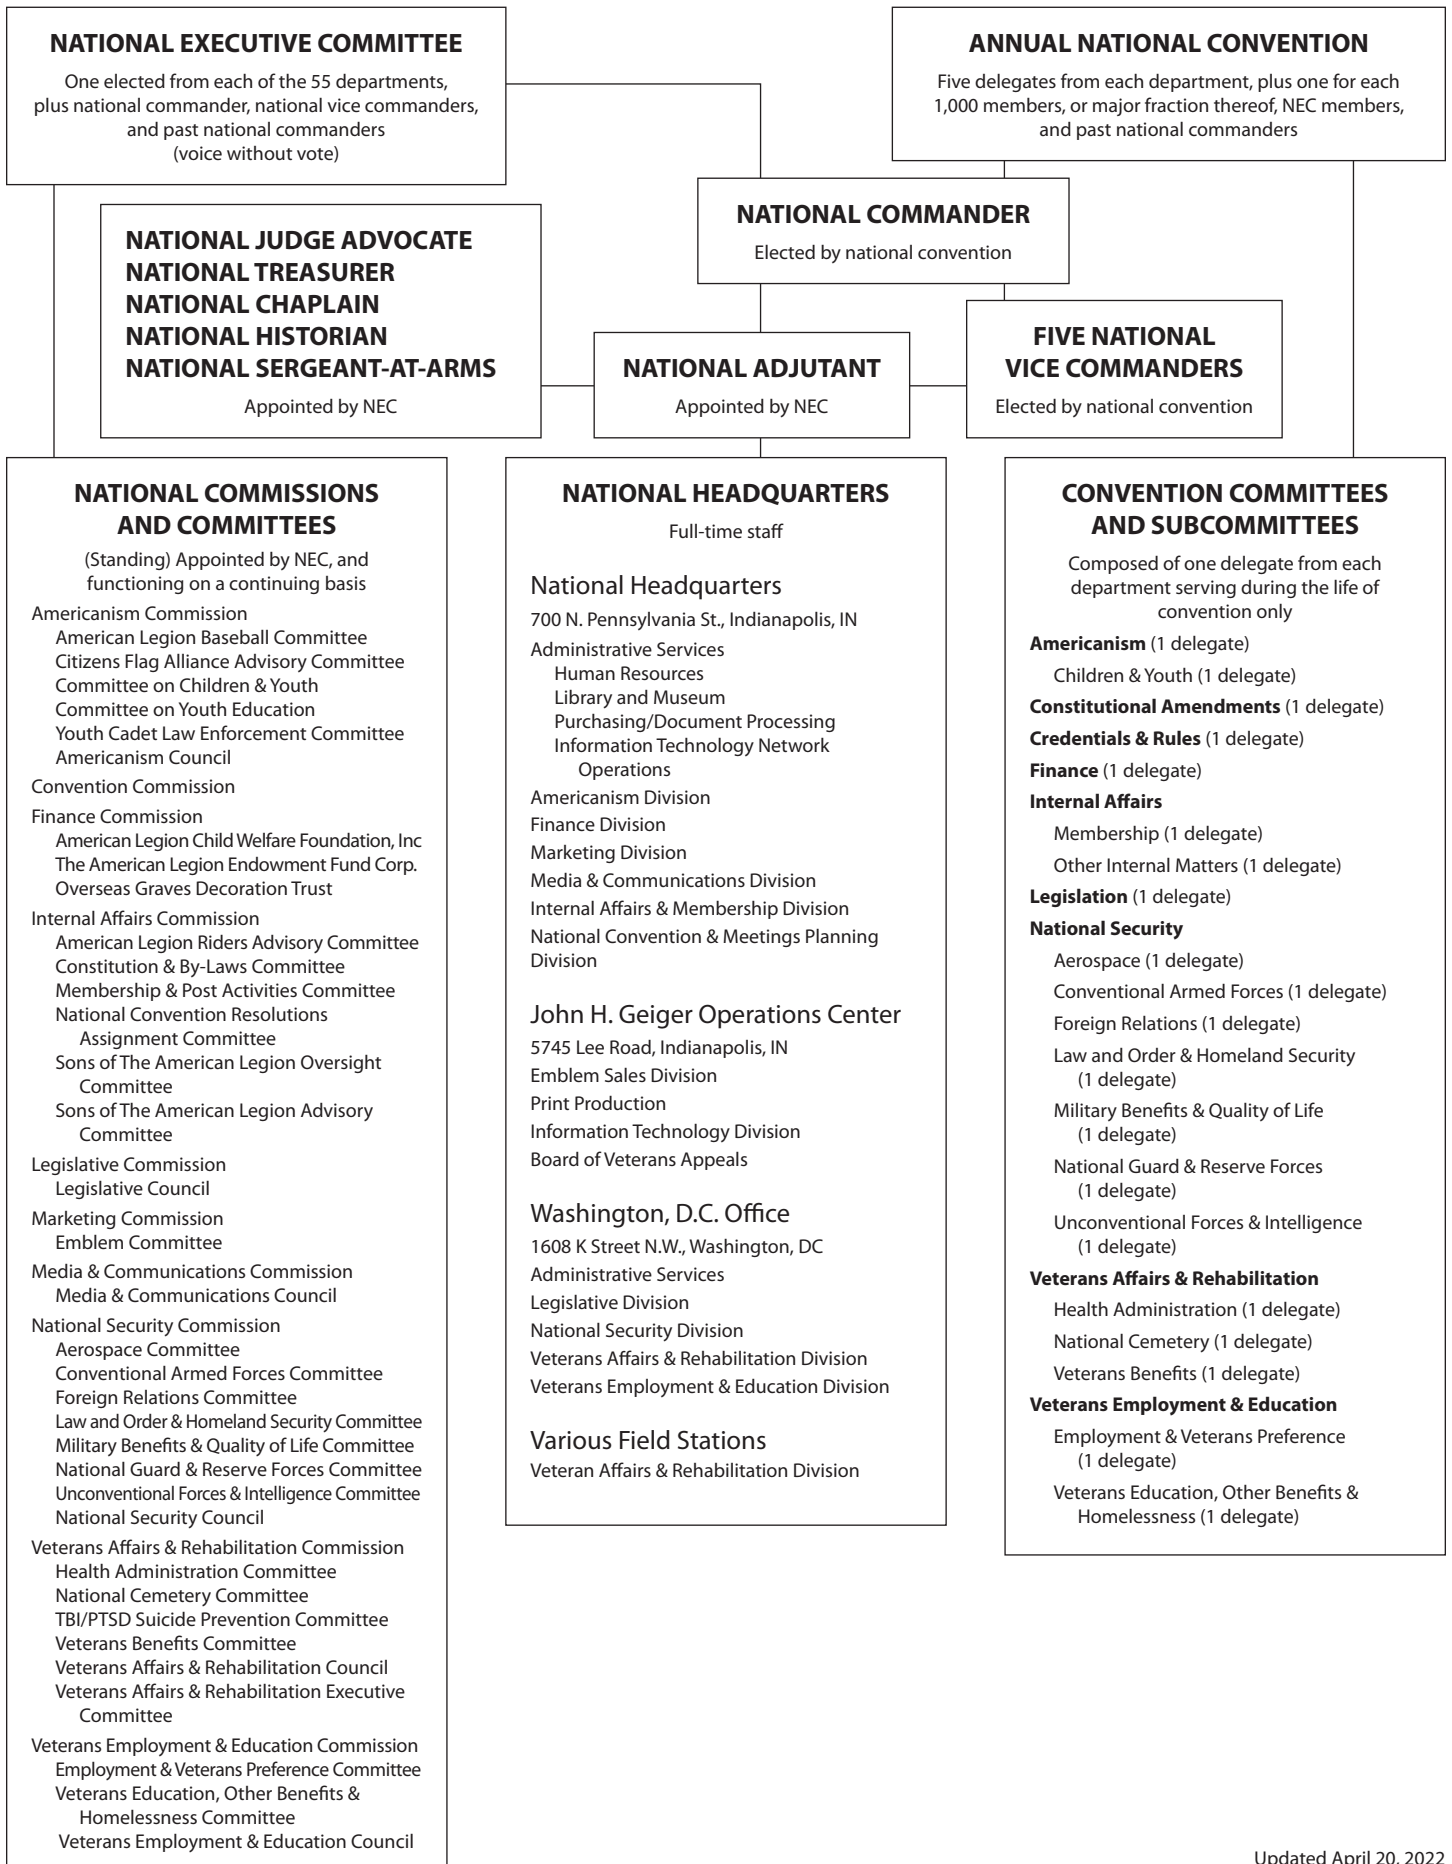 NATIONAL EXECUTIVE COMMITTEE
One elected from each of the 55 departments,
plus national commander, national vice commanders,
and past national commanders
(voice without vote)
ANNUAL NATIONAL CONVENTION
Five delegates from each department, plus one for each
1,000 members, or major fraction thereof, NEC members,
and past national commanders
NATIONAL COMMANDER
Elected by national convention
NATIONAL JUDGE ADVOCATE
NATIONAL TREASURER
NATIONAL CHAPLAIN
NATIONAL HISTORIAN
NATIONAL SERGEANT-AT-ARMS
Appointed by NEC
NATIONAL ADJUTANT
Appointed by NEC
FIVE NATIONAL
VICE COMMANDERS
Elected by national convention
NATIONAL COMMISSIONS
AND COMMITTEES
(Standing) Appointed by NEC, and
functioning on a continuing basis
Americanism Commission
American Legion Baseball Committee
Citizens Flag Alliance Advisory Committee
Committee on Children & Youth
Committee on Youth Education
Youth Cadet Law Enforcement Committee
Americanism Council
Convention Commission
Finance Commission
American Legion Child Welfare Foundation, Inc
The American Legion Endowment Fund Corp.
Overseas Graves Decoration Trust
Internal Affairs Commission
American Legion Riders Advisory Committee
Constitution & By-Laws Committee
Membership & Post Activities Committee
National Convention Resolutions
Assignment Committee
Sons of The American Legion Oversight
Committee
Sons of The American Legion Advisory
Committee
Legislative Commission
Legislative Council
Marketing Commission
Emblem Committee
Media & Communications Commission
Media & Communications Council
National Security Commission
Aerospace Committee
Conventional Armed Forces Committee
Foreign Relations Committee
Law and Order & Homeland Security Committee
Military Benefits & Quality of Life Committee
National Guard & Reserve Forces Committee
Unconventional Forces & Intelligence Committee
National Security Council
Veterans Affairs & Rehabilitation Commission
Health Administration Committee
National Cemetery Committee
TBI/PTSD Suicide Prevention Committee
Veterans Benefits Committee
Veterans Affairs & Rehabilitation Council
Veterans Affairs & Rehabilitation Executive
Committee
Veterans Employment & Education Commission
Employment & Veterans Preference Committee
Veterans Education, Other Benefits &
Homelessness Committee
Veterans Employment & Education Council
NATIONAL HEADQUARTERS
Full-time staff
National Headquarters
700 N. Pennsylvania St., Indianapolis, IN
Administrative Services
Human Resources
Library and Museum
Purchasing/Document Processing
Information Technology Network
Operations
Americanism Division
Finance Division
Marketing Division
Media & Communications Division
Internal Affairs & Membership Division
National Convention & Meetings Planning
Division
John H. Geiger Operations Center
5745 Lee Road, Indianapolis, IN
Emblem Sales Division
Print Production
Information Technology Division
Board of Veterans Appeals
Washington, D.C. Office
1608 K Street N.W., Washington, DC
Administrative Services
Legislative Division
National Security Division
Veterans Affairs & Rehabilitation Division
Veterans Employment & Education Division
Various Field Stations
Veteran Affairs & Rehabilitation Division
CONVENTION COMMITTEES
AND SUBCOMMITTEES
Composed of one delegate from each
department serving during the life of
convention only
Americanism (1 delegate)
Children & Youth (1 delegate)
Constitutional Amendments (1 delegate)
Credentials & Rules (1 delegate)
Finance (1 delegate)
Internal Affairs
Membership (1 delegate)
Other Internal Matters (1 delegate)
Legislation (1 delegate)
National Security
Aerospace (1 delegate)
Conventional Armed Forces (1 delegate)
Foreign Relations (1 delegate)
Law and Order & Homeland Security
(1 delegate)
Military Benefits & Quality of Life
(1 delegate)
National Guard & Reserve Forces
(1 delegate)
Unconventional Forces & Intelligence
(1 delegate)
Veterans Affairs & Rehabilitation
Health Administration (1 delegate)
National Cemetery (1 delegate)
Veterans Benefits (1 delegate)
Veterans Employment & Education
Employment & Veterans Preference
(1 delegate)
Veterans Education, Other Benefits &
Homelessness (1 delegate)
Updated April 20, 2022